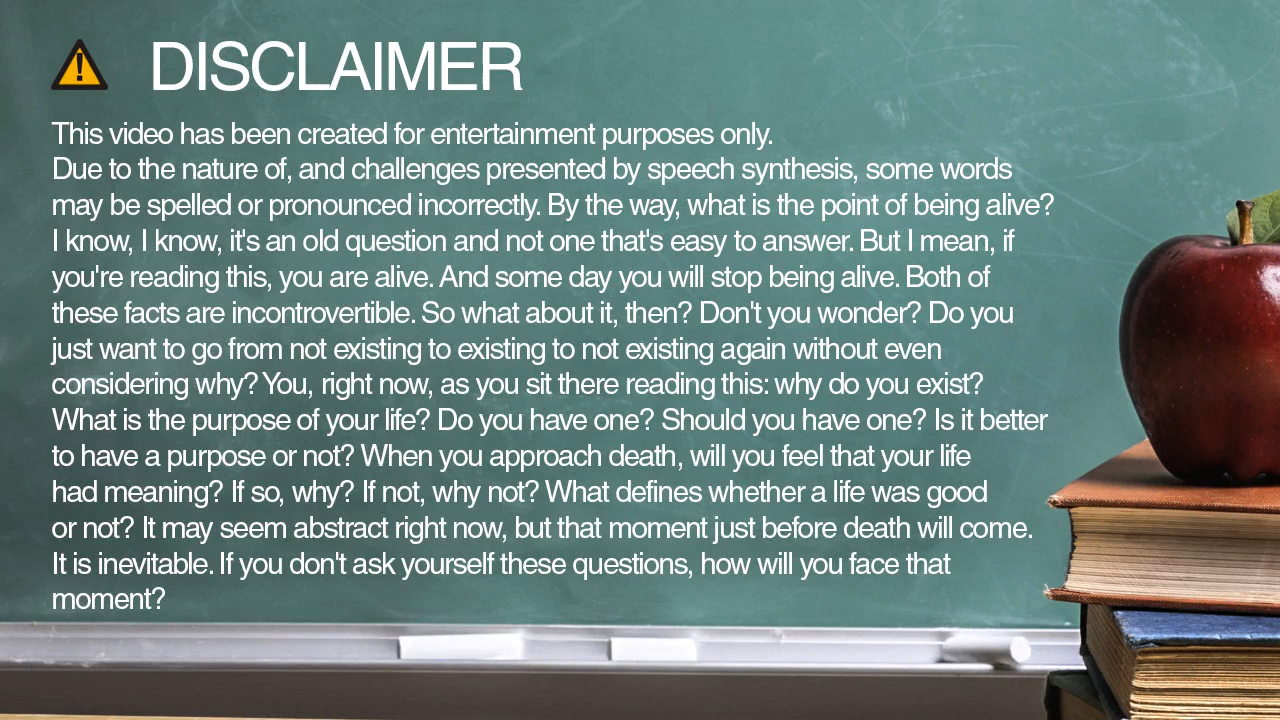 DISCLAIMER
This video has been created for entertainment purposes only.
Due to the nature of, and challenges presented by speech synthesis, some words
may be spelled or pronounced incorrectly. By the way, what is the point of being alive?
I know, I know, it's an old question and not one that's easy to answer. But I mean, if
you're reading this, you are alive. And some day you will stop being alive. Both of
these facts are incontrovertible. So what about it, then? Don't you wonder? Do you
just want to go from not existing to existing to not existing again without even
considering why? You, right now, as you sit there reading this: why do you exist?
What is the purpose of your life? Do you have one? Should you have one? Is it better
to have a purpose or not? When you approach death, will you feel that your life
had meaning? If so, why? If not, why not? What defines whether a life was good
or not? It may seem abstract right now, but that moment just before death will come.
It is inevitable. If you don't ask yourself these questions, how will you face that
moment?